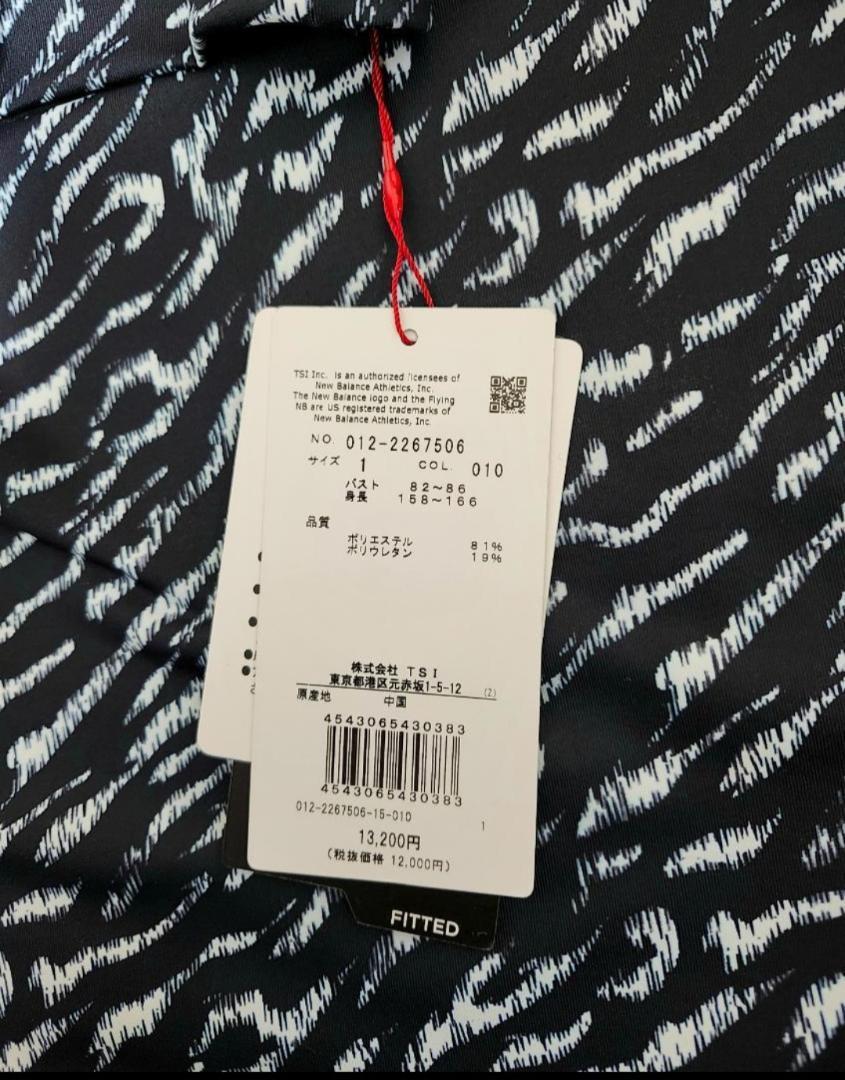 TSI Inc. is an authorized licensees of
New Balance Athletics, Inc.
The New Balance logo and the Flying
NB are US registered trademarks of
New Balance Athletics, Inc.
NO. 012-2267506
サイズ 1 COL. 010
バスト 82～86
身長 158～166
品質
ポリエステル 81%
ポリウレタン 19%
株式会社 TSI
東京都港区元赤坂1-5-12 (2)
原産地 中国
4543065430383
4543065430383
012-2267506-15-010
1
13,200円
(税抜価格 12,000円)
FITTED